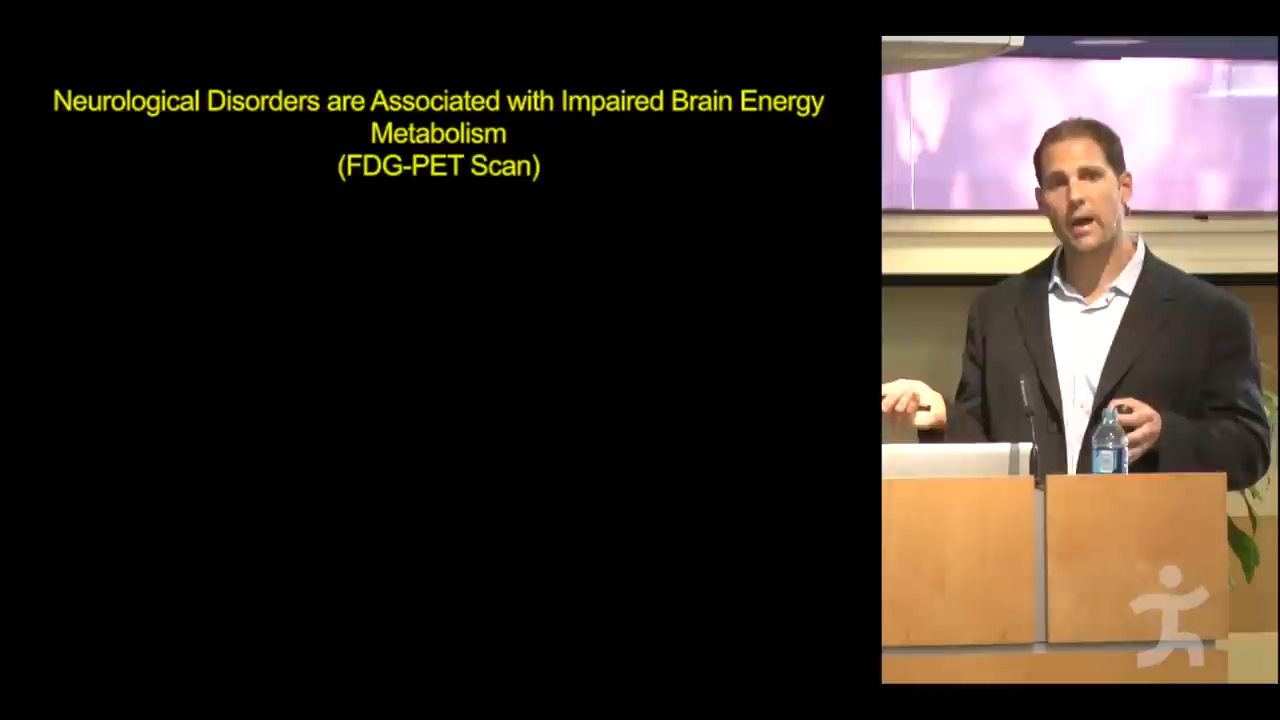 Neurological Disorders are Associated with Impaired Brain Energy
Metabolism
(FDG-PET Scan)